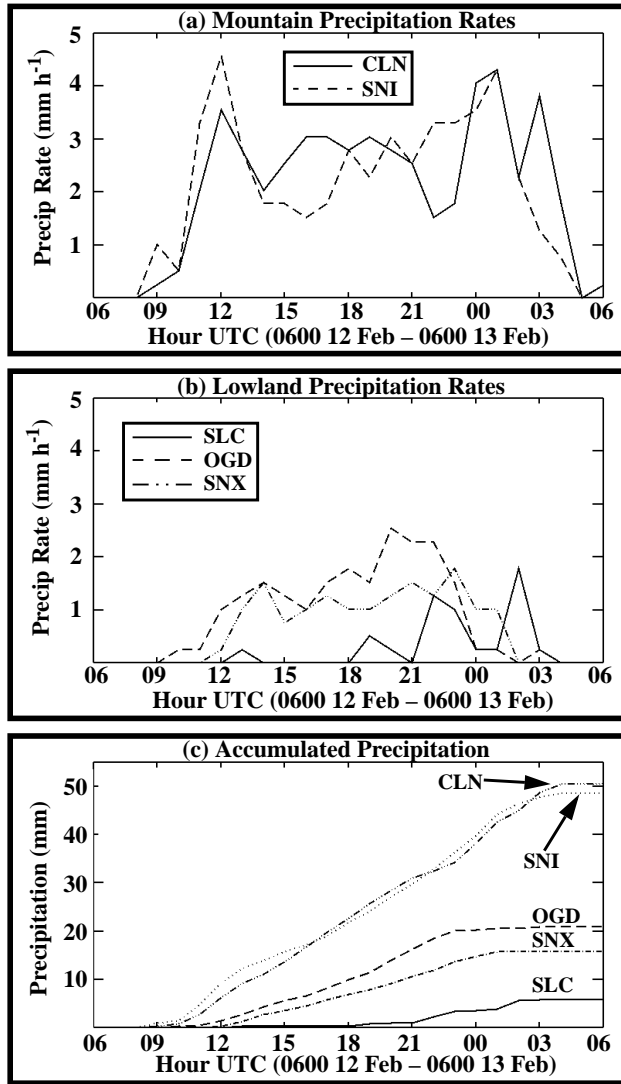 (a) Mountain Precipitation Rates
5
4
3
2
1
Precip Rate (mm h⁻¹)
CLN
SNI
06 09 12 15 18 21 00 03 06
Hour UTC (0600 12 Feb – 0600 13 Feb)
(b) Lowland Precipitation Rates
5
4
3
2
1
Precip Rate (mm h⁻¹)
SLC
OGD
SNX
06 09 12 15 18 21 00 03 06
Hour UTC (0600 12 Feb – 0600 13 Feb)
(c) Accumulated Precipitation
50
40
30
20
10
Precipitation (mm)
CLN
SNI
OGD
SNX
SLC
06 09 12 15 18 21 00 03 06
Hour UTC (0600 12 Feb – 0600 13 Feb)